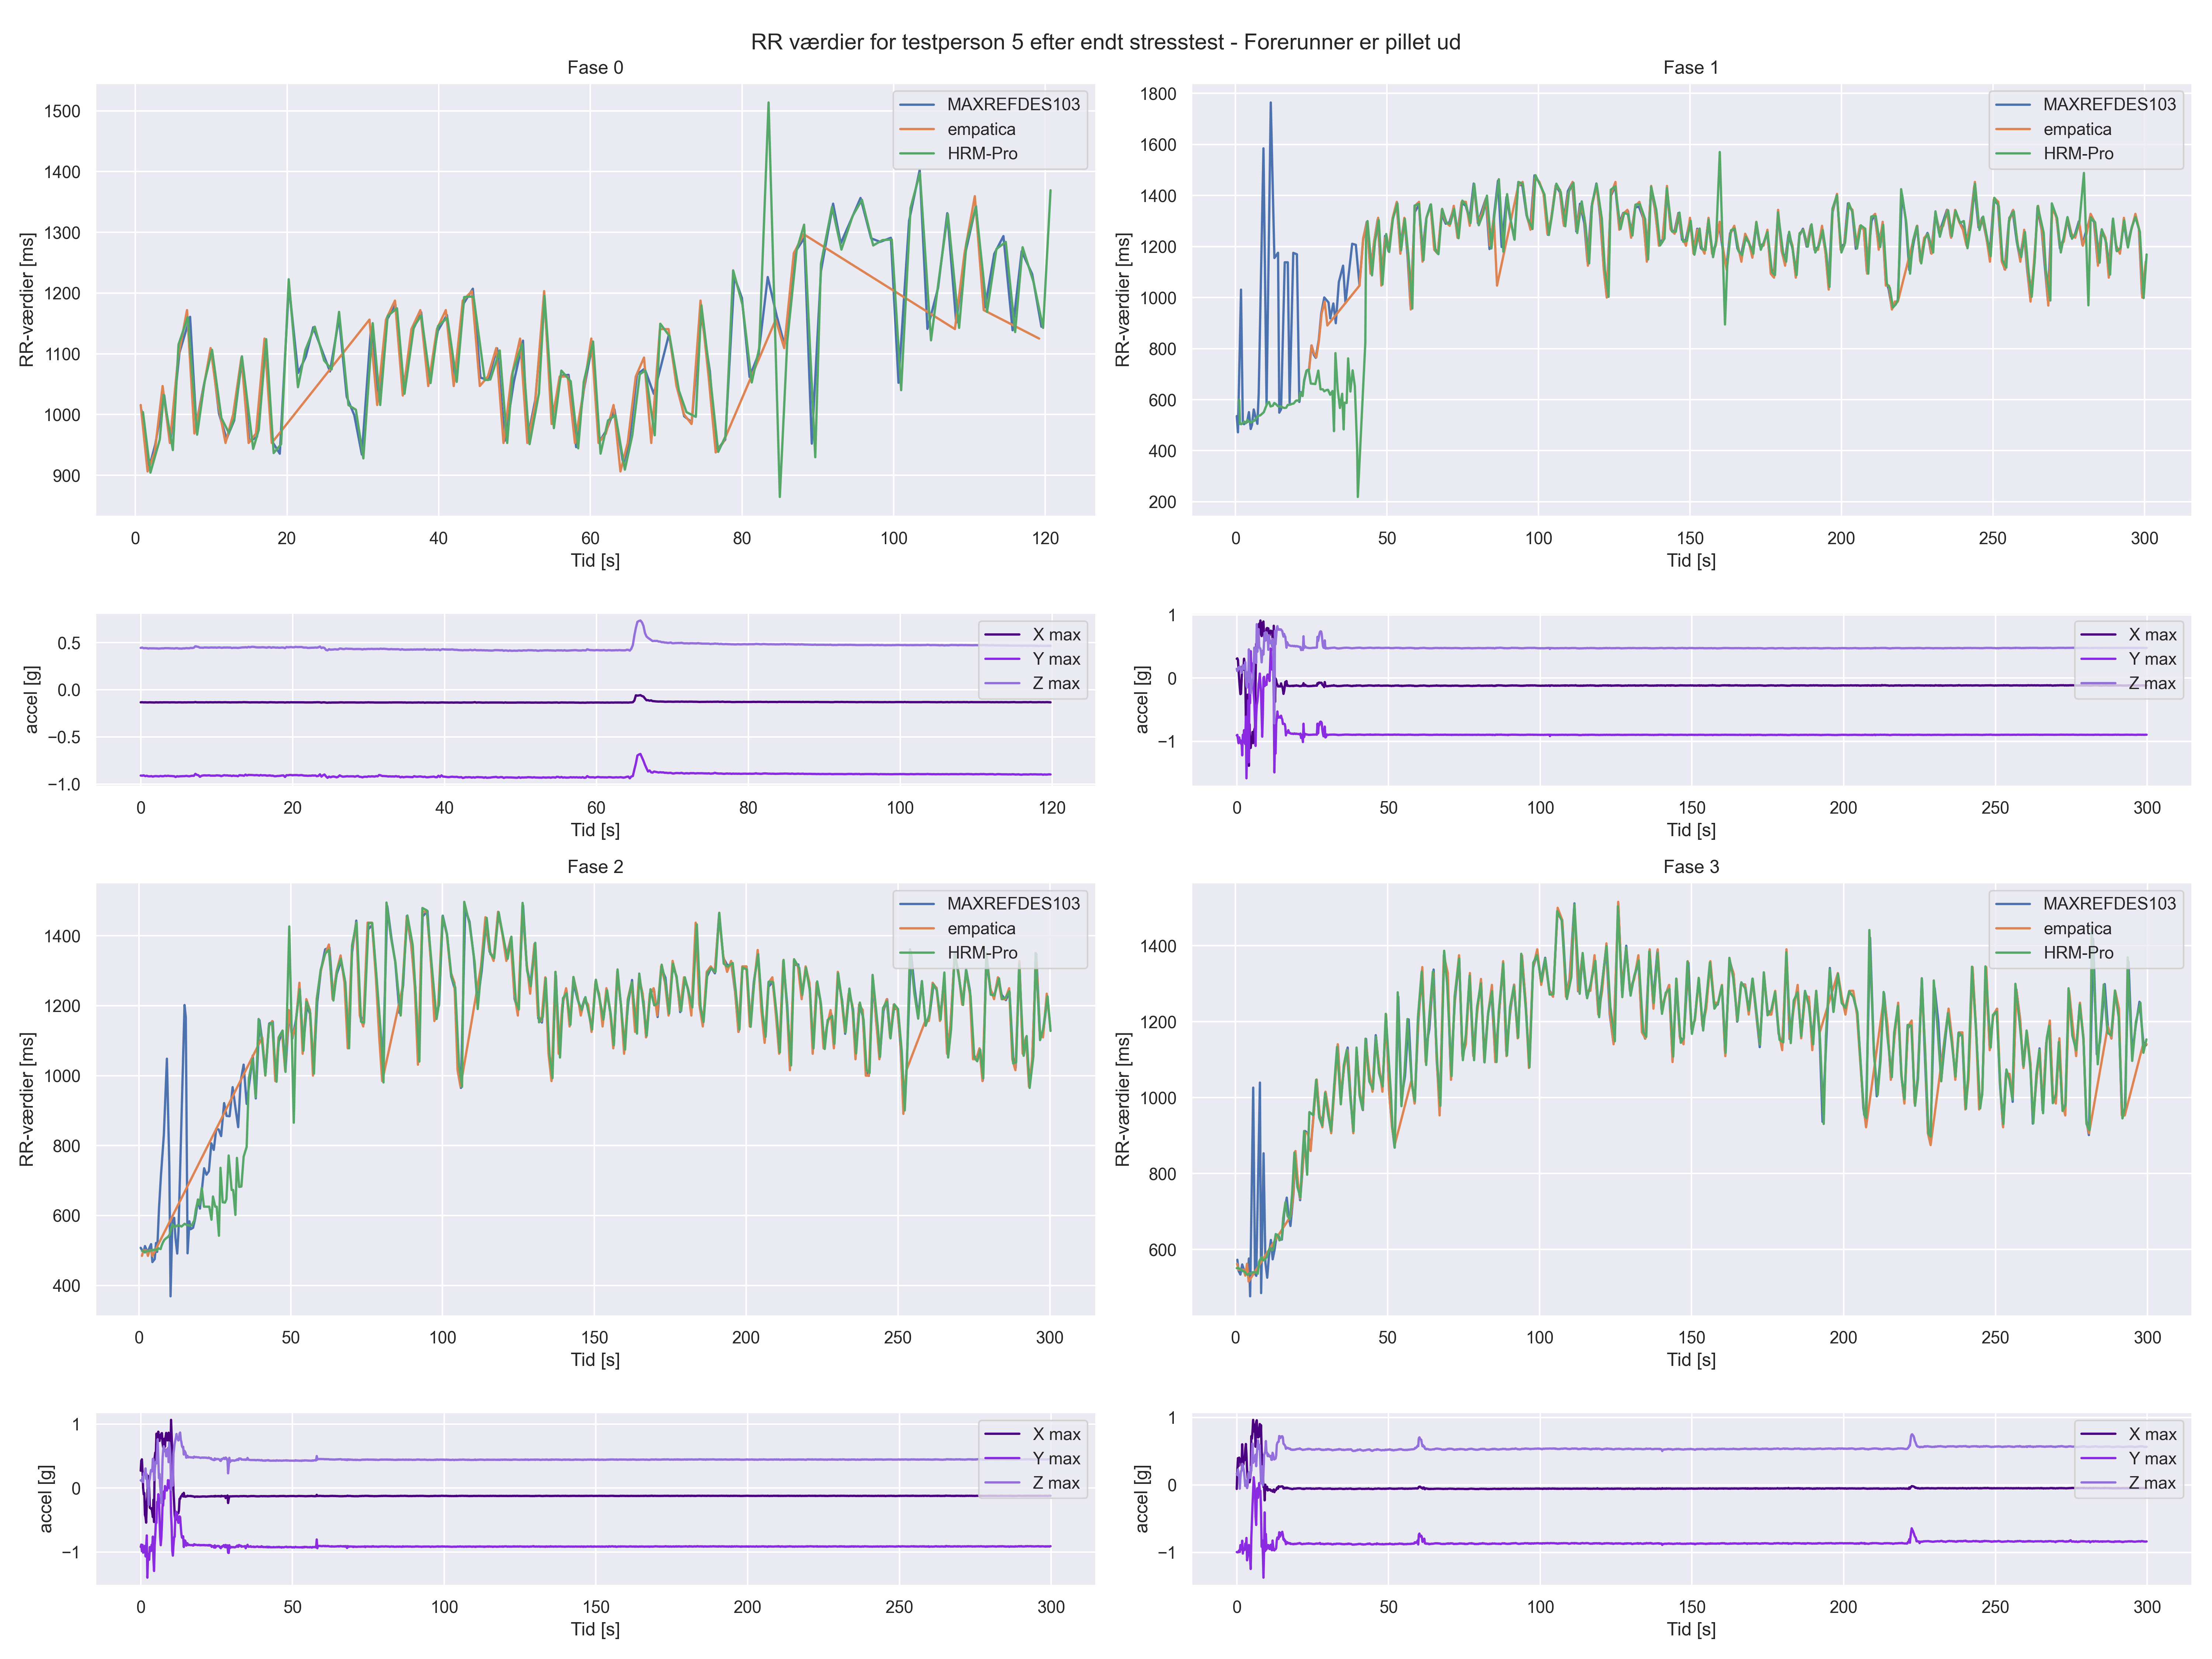 RR værdier for testperson 5 efter endt stresstest - Forerunner er pillet ud
Fase 0
RR-værdier [ms]
1500
1400
1300
1200
1100
1000
900
MAXREFDES103
empatica
HRM-Pro
0 20 40 60 80 100 120
Tid [s]
Fase 1
RR-værdier [ms]
1800
1600
1400
1200
1000
800
600
400
200
MAXREFDES103
empatica
HRM-Pro
0 50 100 150 200 250 300
Tid [s]
accel [g]
0.5
0.0
−0.5
−1.0
X max
Y max
Z max
0 20 40 60 80 100 120
Tid [s]
accel [g]
1
0
−1
X max
Y max
Z max
0 50 100 150 200 250 300
Tid [s]
Fase 2
RR-værdier [ms]
1400
1200
1000
800
600
400
MAXREFDES103
empatica
HRM-Pro
0 50 100 150 200 250 300
Tid [s]
Fase 3
RR-værdier [ms]
1400
1200
1000
800
600
MAXREFDES103
empatica
HRM-Pro
0 50 100 150 200 250 300
Tid [s]
accel [g]
1
0
−1
X max
Y max
Z max
0 50 100 150 200 250 300
Tid [s]
accel [g]
1
0
−1
X max
Y max
Z max
0 50 100 150 200 250 300
Tid [s]